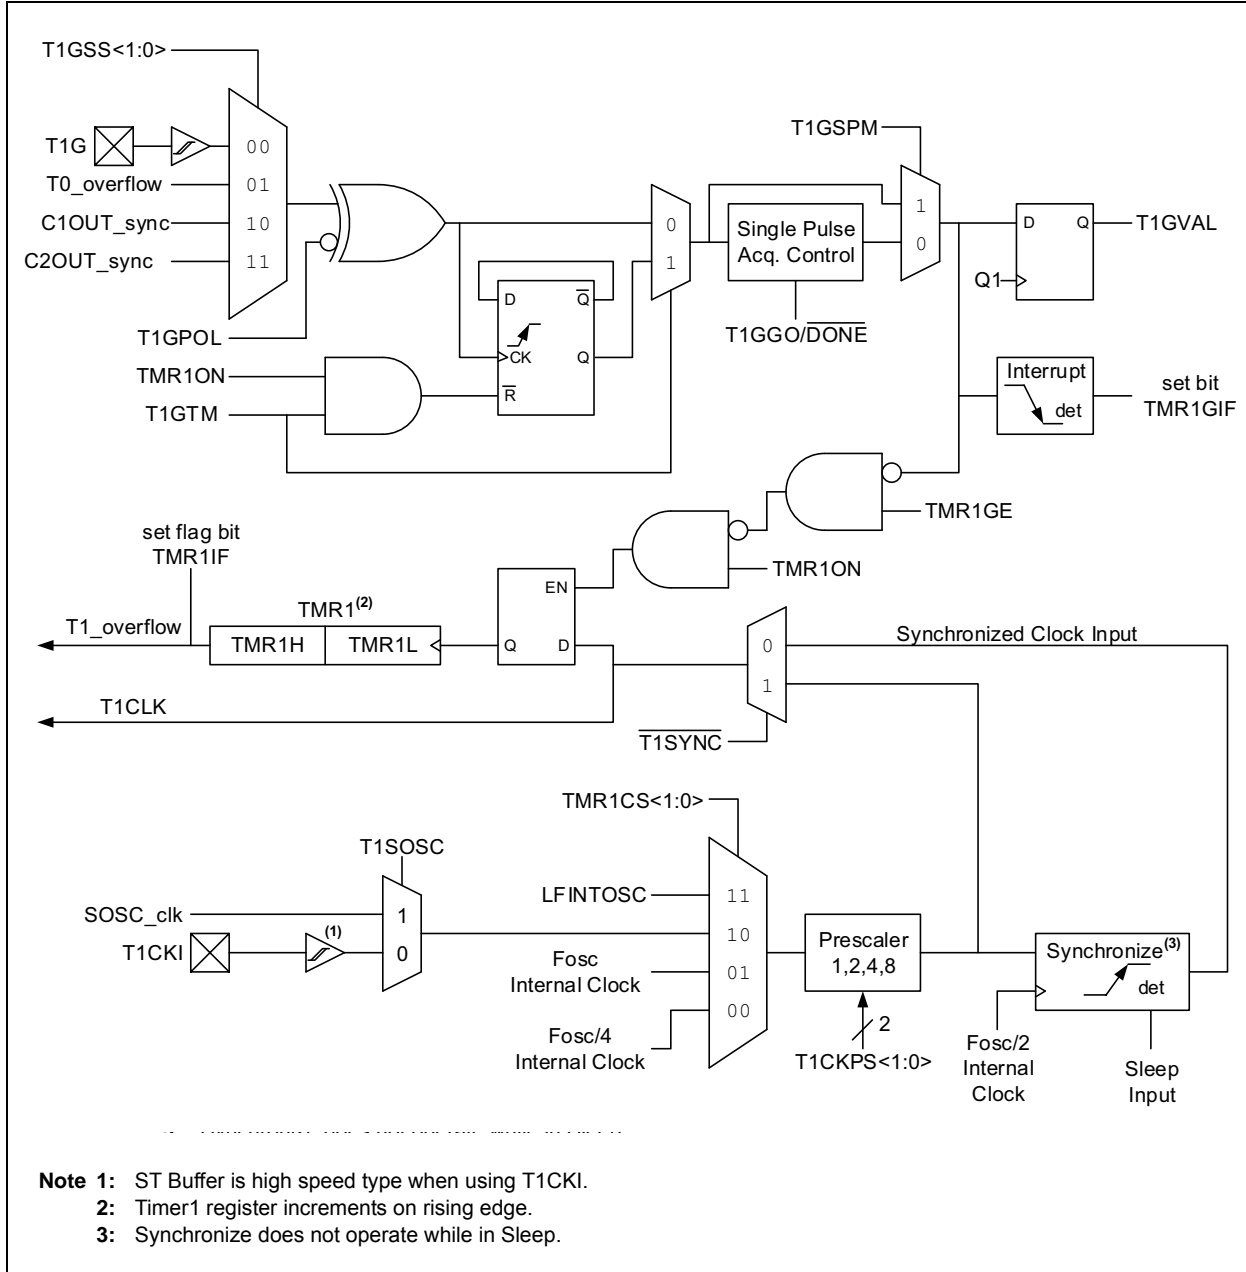 T1GSS<1:0>
T1G
00
T0_overflow
01
C1OUT_sync
10
C2OUT_sync
11
T1GPOL
TMR1ON
T1GTM
D
Q
CK
Q
R
0
1
T1GSPM
Single Pulse
Acq. Control
T1GGO/DONE
1
0
D
Q
Q1
T1GVAL
Interrupt
det
set bit
TMR1GIF
TMR1GE
TMR1ON
set flag bit
TMR1IF
T1_overflow
TMR1(2)
TMR1H
TMR1L
EN
Q
D
T1CLK
0
1
Synchronized Clock Input
T1SYNC
TMR1CS<1:0>
T1SOSC
SOSC_clk
1
T1CKI
(1)
0
LFINTOSC
11
10
Fosc
Internal Clock
01
Fosc/4
Internal Clock
00
Prescaler
1,2,4,8
2
T1CKPS<1:0>
Synchronize(3)
det
Fosc/2
Internal
Clock
Sleep
Input
Note 1: ST Buffer is high speed type when using T1CKI.
2: Timer1 register increments on rising edge.
3: Synchronize does not operate while in Sleep.